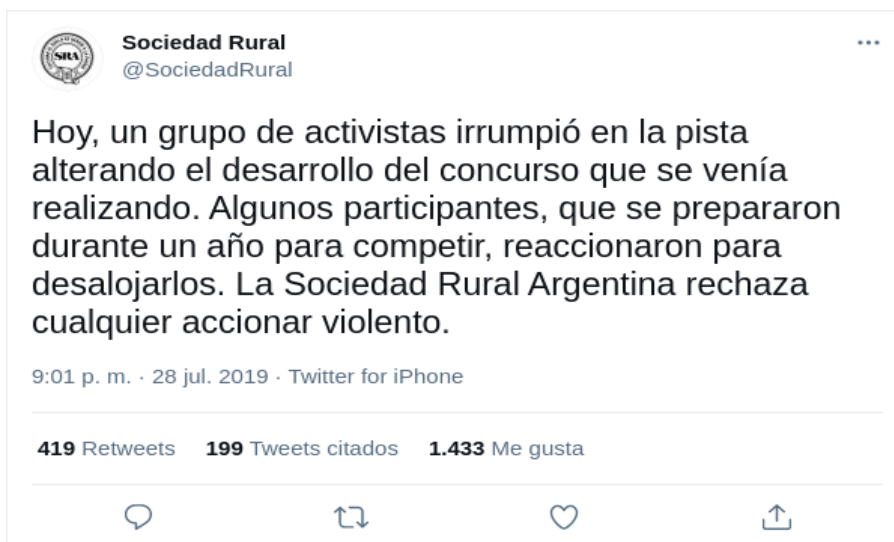 Sociedad Rural
@SociedadRural
Hoy, un grupo de activistas irrumpió en la pista
alterando el desarrollo del concurso que se venía
realizando. Algunos participantes, que se prepararon
durante un año para competir, reaccionaron para
desalojarlos. La Sociedad Rural Argentina rechaza
cualquier accionar violento.
9:01 p. m. · 28 jul. 2019 · Twitter for iPhone
419 Retweets 199 Tweets citados 1.433 Me gusta
SRA